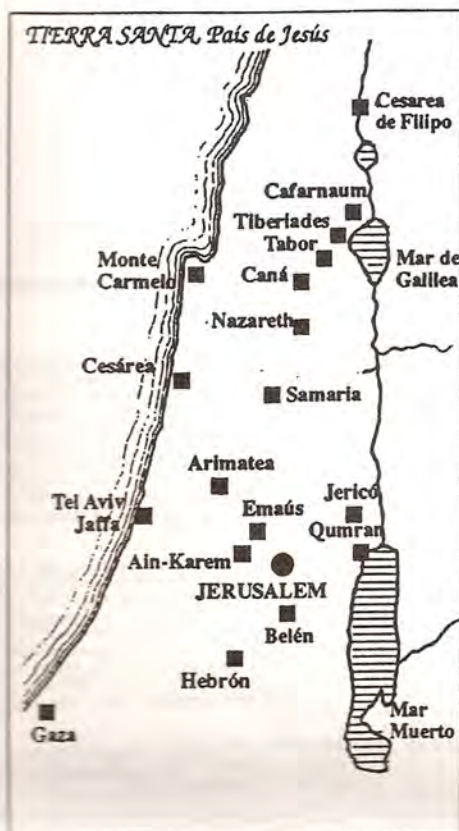 TIERRA SANTA, País de Jesús
Cesarea
de Filipo
Cafarnaum
Tiberiades
Tabor
Mar de
Galilea
Monte
Carmelo
Caná
Nazareth
Cesárea
Samaria
Arimatea
Tel Aviv
Jaffa
Emaús
Jericó
Qumran
Ain-Karem
JERUSALEM
Belén
Hebrón
Mar
Muerto
Gaza